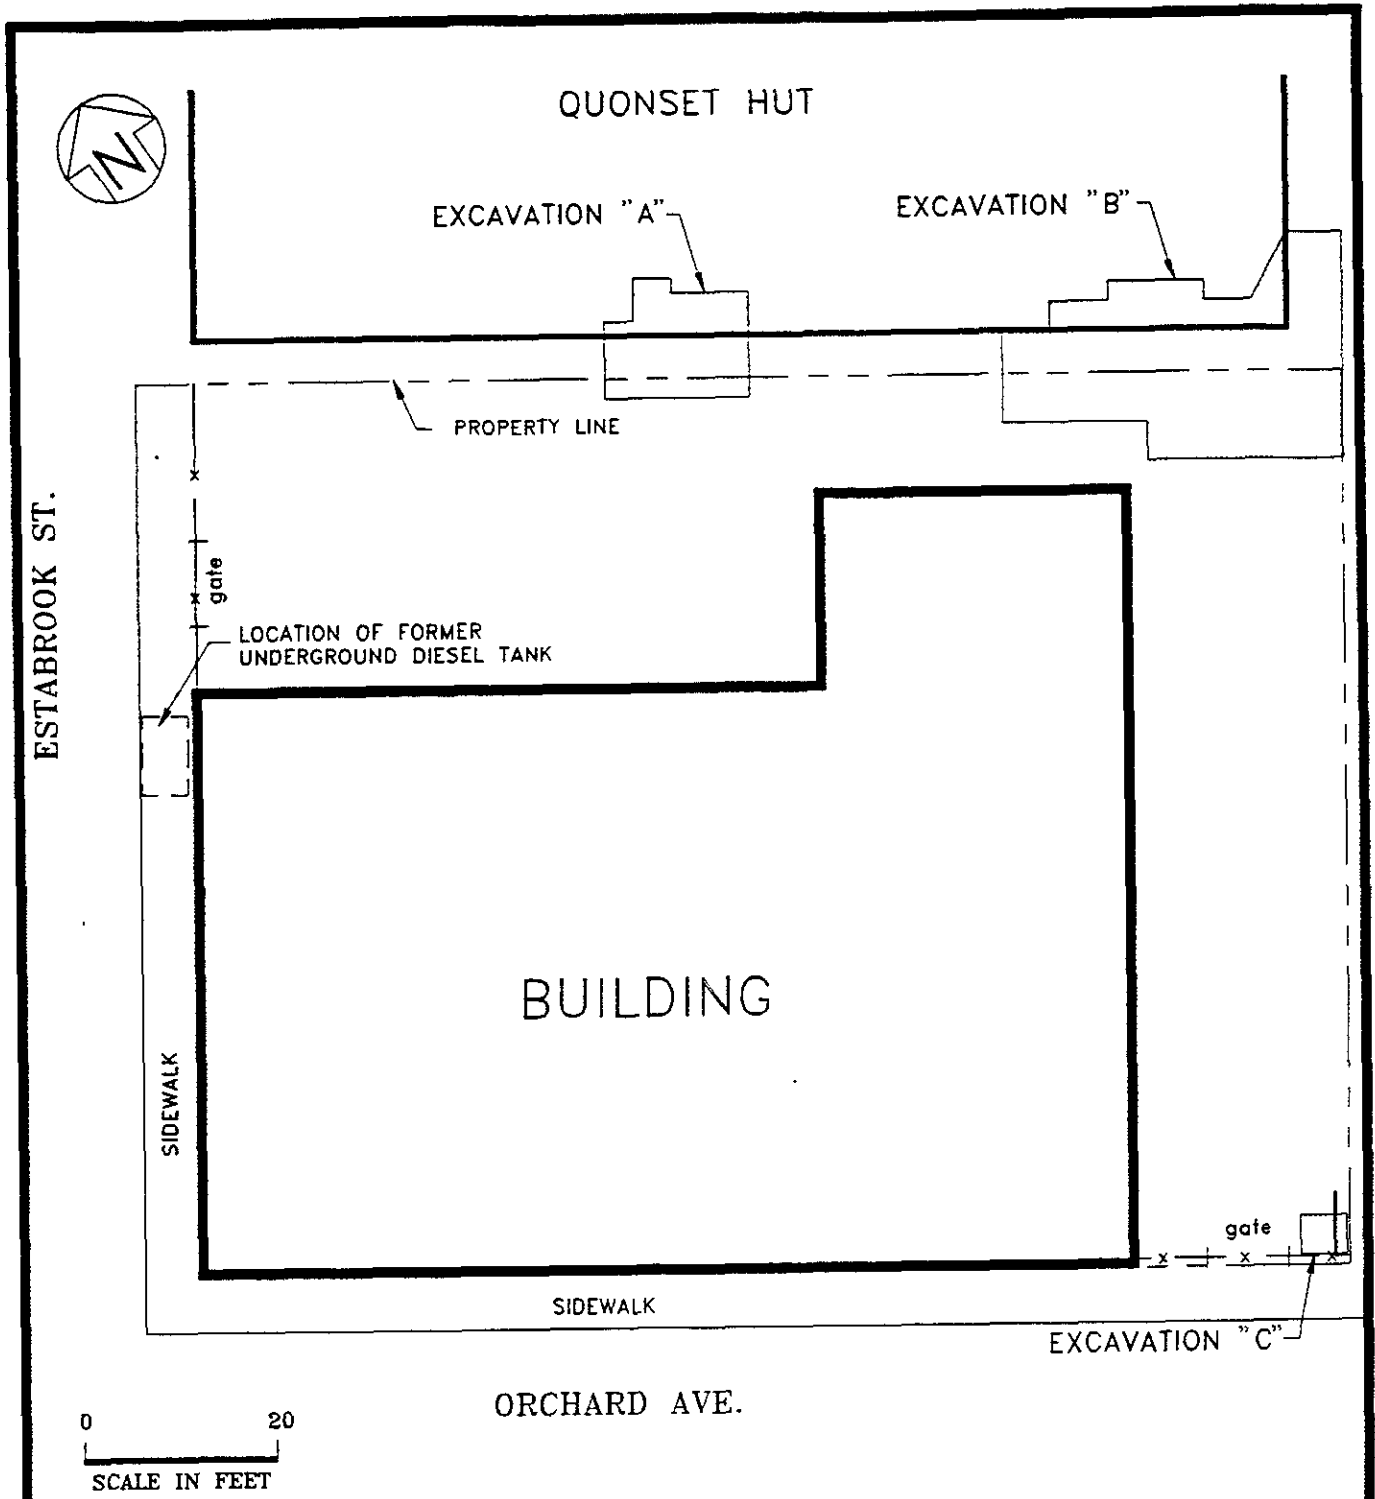 QUONSET HUT
N
EXCAVATION "A"
EXCAVATION "B"
PROPERTY LINE
ESTABROOK ST.
gate
LOCATION OF FORMER
UNDERGROUND DIESEL TANK
BUILDING
SIDEWALK
gate
SIDEWALK
EXCAVATION "C"
ORCHARD AVE.
0 20
SCALE IN FEET